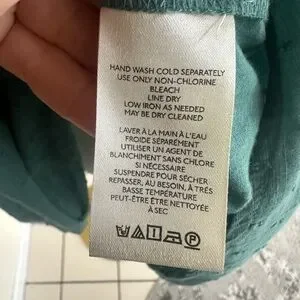 HAND WASH COLD SEPARATELY
USE ONLY NON-CHLORINE
BLEACH
LINE DRY
LOW IRON AS NEEDED
MAY BE DRY CLEANED
LAVER À LA MAIN À L'EAU
FROIDE SÉPARÉMENT
UTILISER UN AGENT DE
BLANCHIMENT SANS CHLORE
SI NÉCESSAIRE
SUSPENDRE POUR SÉCHER
REPASSER, AU BESOIN, À TRÈS
BASSE TEMPÉRATURE
PEUT-ÊTRE ÊTRE NETTOYÉE
À SEC